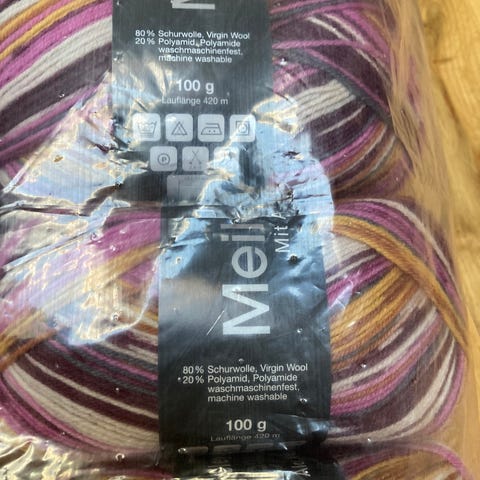 80% Schurwolle, Virgin Wool
20% Polyamid, Polyamide
waschmaschinenfest,
machine washable
100 g
Lauflänge 420 m
P
Meil
Mit
80% Schurwolle, Virgin Wool
20% Polyamid, Polyamide
waschmaschinenfest,
machine washable
100 g
Lauflänge 420 m